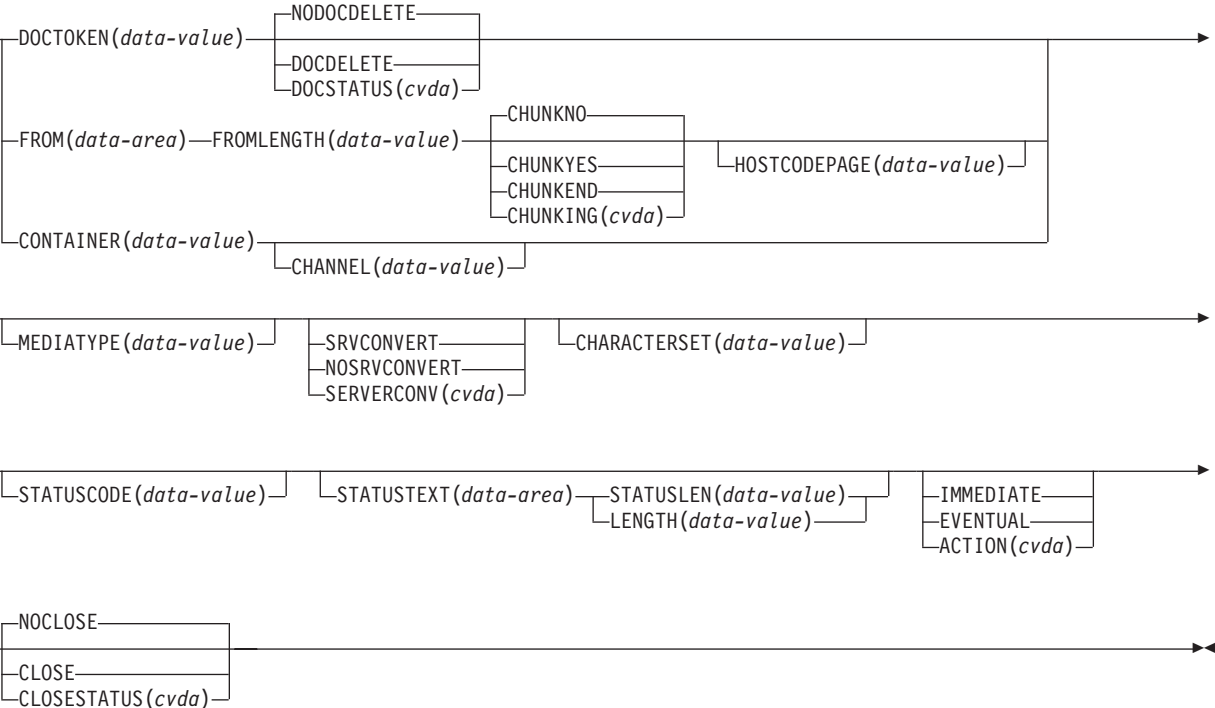 NODOCDELETE
DOCTOKEN(data-value)
DOCDELETE
DOCSTATUS(cvda)
CHUNKNO
FROM(data-area) FROMLENGTH(data-value)
CHUNKYES HOSTCODEPAGE(data-value)
CHUNKEND
CHUNKING(cvda)
CONTAINER(data-value)
CHANNEL(data-value)
MEDIATYPE(data-value) SRVCONVERT CHARACTERSET(data-value)
NOSRVCONVERT
SERVERCONV(cvda)
STATUSCODE(data-value) STATUSTEXT(data-area) STATUSLEN(data-value) IMMEDIATE
LENGTH(data-value) EVENTUAL
ACTION(cvda)
NOCLOSE
CLOSE
CLOSESTATUS(cvda)